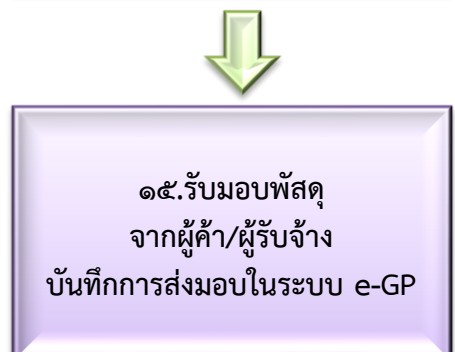 ๑๕.รับมอบพัสดุ
จากผู้ค้า/ผู้รับจ้าง
บันทึกการส่งมอบในระบบ e-GP